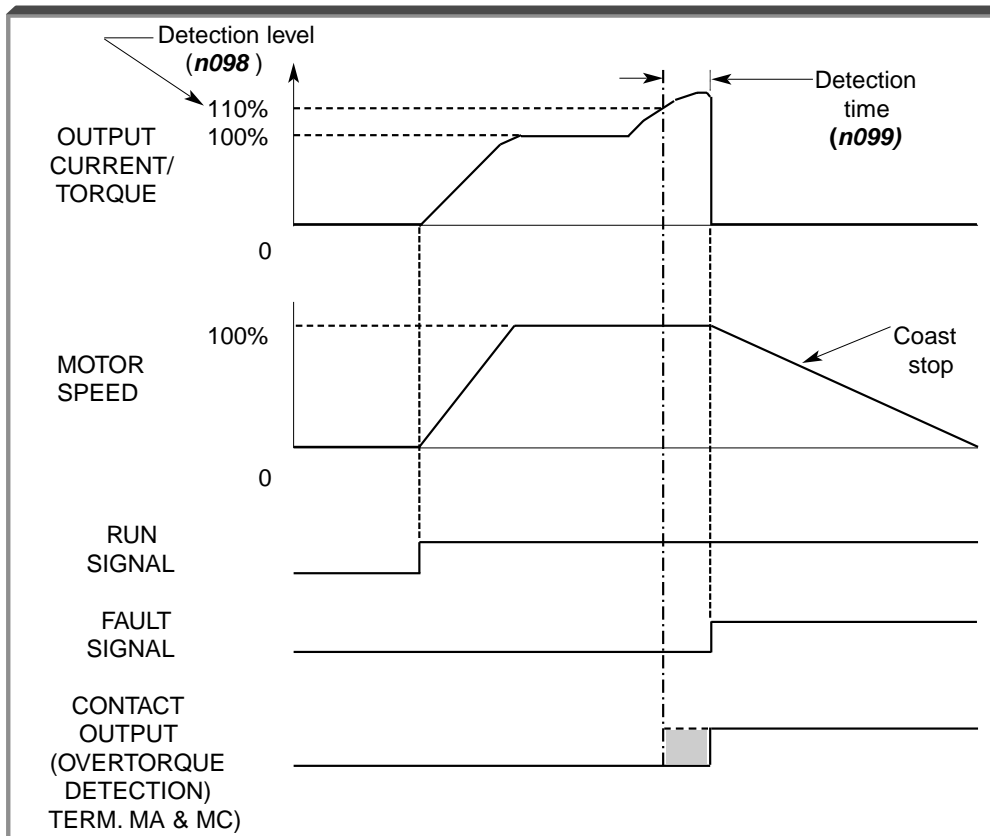 Detection level
(n098 )
110%
100%
OUTPUT
CURRENT/
TORQUE
0
Detection
time
(n099)
100%
MOTOR
SPEED
0
Coast
stop
RUN
SIGNAL
FAULT
SIGNAL
CONTACT
OUTPUT
(OVERTORQUE
DETECTION)
TERM. MA & MC)